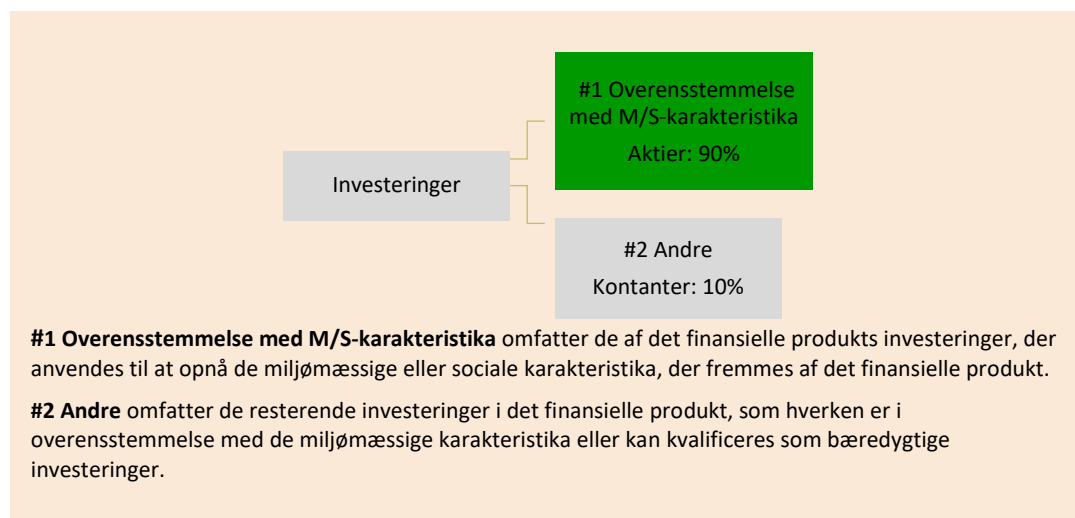 #1 Overensstemmelse
med M/S-karakteristika
Aktier: 90%
Investeringer
#2 Andre
Kontanter: 10%
#1 Overensstemmelse med M/S-karakteristika omfatter de af det finansielle produkts investeringer, der
anvendes til at opnå de miljømæssige eller sociale karakteristika, der fremmes af det finansielle produkt.
#2 Andre omfatter de resterende investeringer i det finansielle produkt, som hverken er i
overensstemmelse med de miljømæssige karakteristika eller kan kvalificeres som bæredygtige
investeringer.